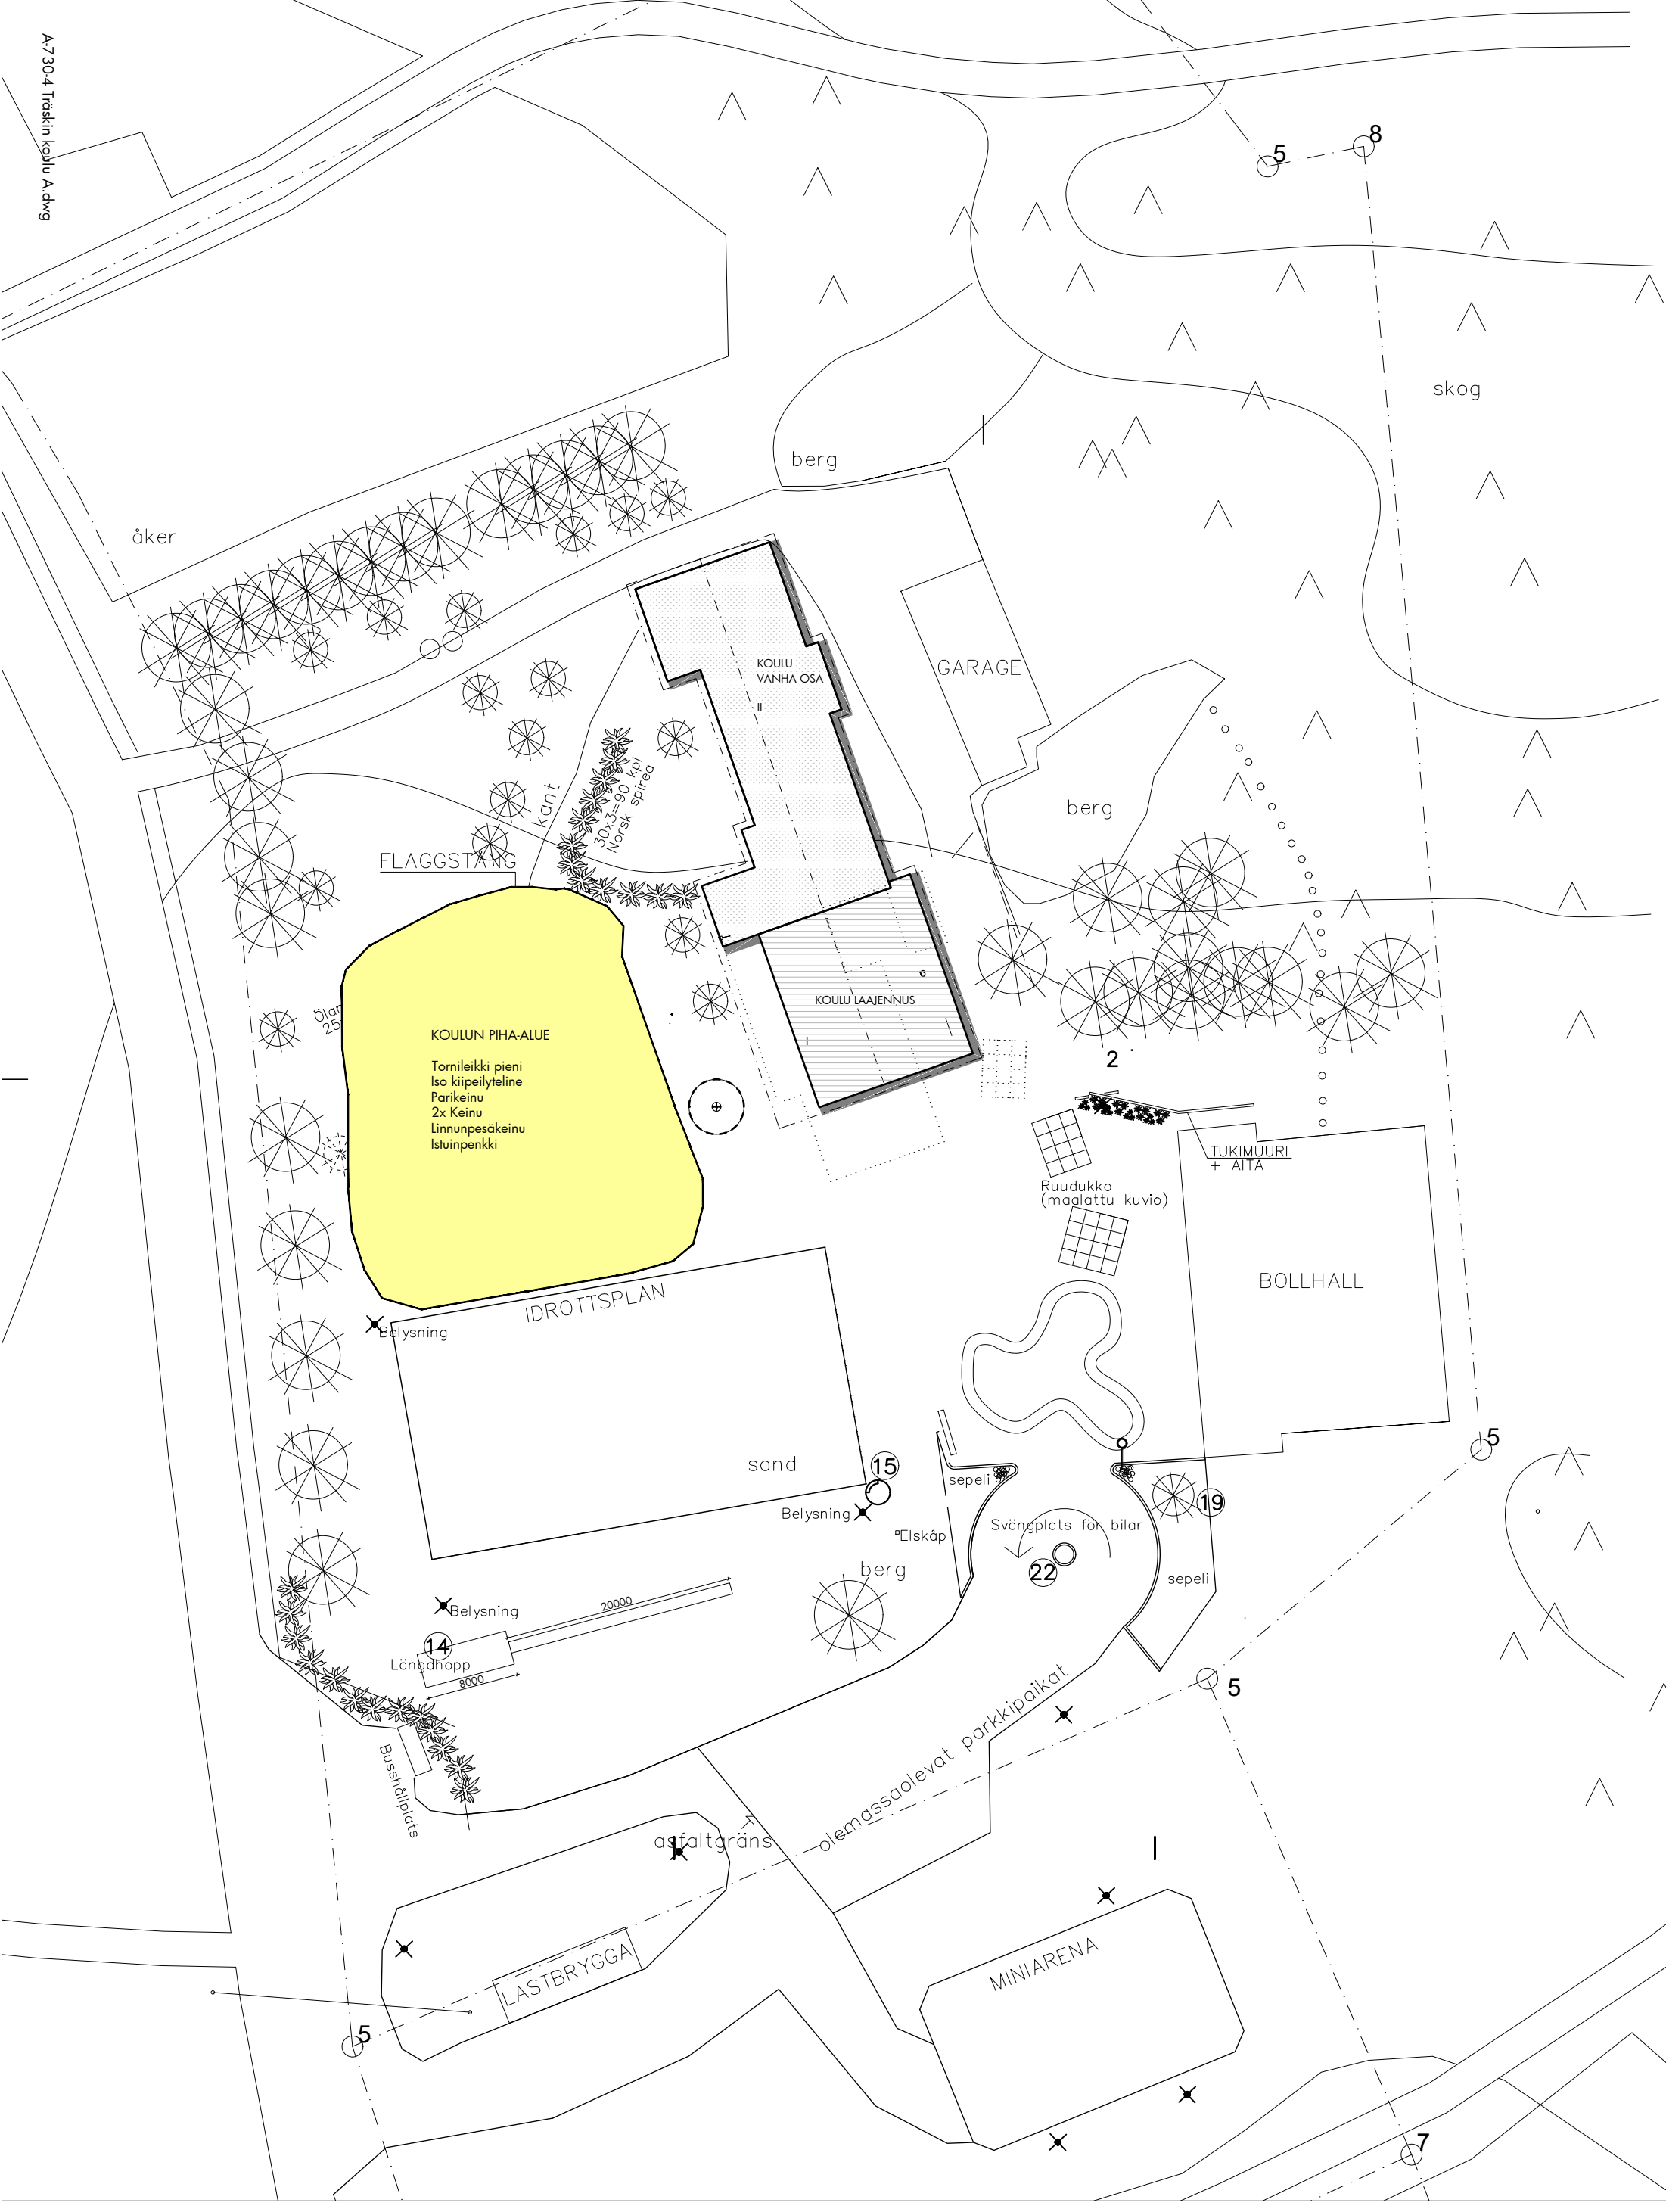 A-730-4 Träskin koulu A.dwg
5
8
skog
berg
åker
KOULU
VANHA OSA
II
GARAGE
30x3=90 kpl
Norsk spirea
kant
berg
FLAGGSTÅNG
KOULU LAAJENNUS
I
KOULUN PIHA-ALUE
Tornileikki pieni
Iso kiipeilyteline
Parikeinu
2x Keinu
Linnunpesäkeinu
Istuinpenkki
2
TUKIMUURI
+ AITA
Ruudukko
(maalattu kuvio)
BOLLHALL
IDROTTSPLAN
Belysning
sand
15
Belysning
sepeli
5
19
Elskåp
Svängplats för bilar
22
sepeli
berg
20000
Belysning
14
Längdhopp
8000
5
olemassaolevat parkkipaikat
Busshållplats
asfaltgräns
LASTBRYGGA
MINIARENA
5
7